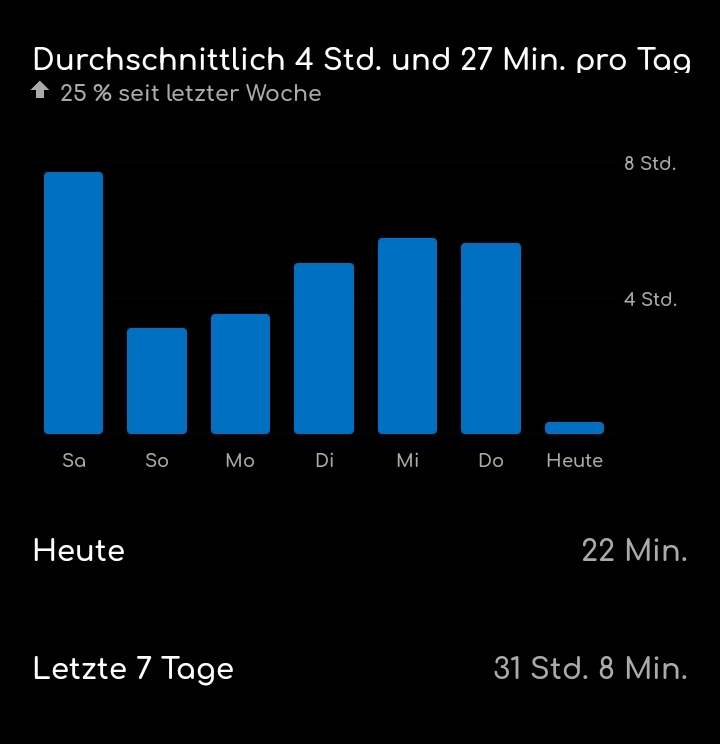 Durchschnittlich 4 Std. und 27 Min. pro Tag
25 % seit letzter Woche
8 Std.
4 Std.
Sa So Mo Di Mi Do Heute
Heute 22 Min.
Letzte 7 Tage 31 Std. 8 Min.